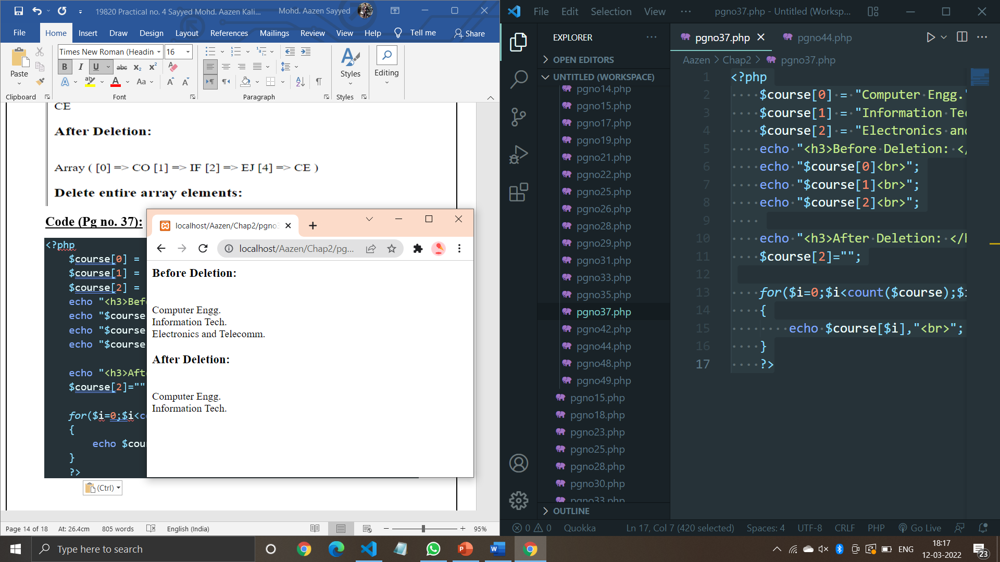 19820 Practical no. 4 Sayyed Mohd. Aazen Kali...
Mohd. Aazen Sayyed
File
Home
Insert
Draw
Design
Layout
References
Mailings
Review
View
Help
Tell me
Share
Paste
Times New Roman (Headin
16
B I U abc x₂ x²
A ab A Aa A A
Styles
Editing
Clipboard
Font
Paragraph
Styles
CE
After Deletion:
Array ( [0] => CO [1] => IF [2] => EJ [4] => CE )
Delete entire array elements:
Code (Pg no. 37):
<?php
$course[0] =
$course[1] =
$course[2] =
echo "<h3>Bef
echo "$course
echo "$course
echo "$course
echo "<h3>Aft
$course[2]=""
for($i=0;$i<c
{
echo $cou
}
?>
(Ctrl)
Page 14 of 18
At: 26.4cm
805 words
English (India)
95%
localhost/Aazen/Chap2/pgno3
localhost/Aazen/Chap2/pg...
Before Deletion:
Computer Engg.
Information Tech.
Electronics and Telecomm.
After Deletion:
Computer Engg.
Information Tech.
File
Edit
Selection
View
pgno37.php - Untitled (Worksp...
EXPLORER
OPEN EDITORS
UNTITLED (WORKSPACE)
pgno14.php
pgno15.php
pgno17.php
pgno19.php
pgno21.php
pgno22.php
pgno25.php
pgno26.php
pgno28.php
pgno29.php
pgno31.php
pgno33.php
pgno35.php
pgno37.php
pgno42.php
pgno44.php
pgno48.php
pgno49.php
pgno15.php
pgno18.php
pgno23.php
pgno25.php
pgno28.php
pgno30.php
pgno33.php
OUTLINE
pgno37.php
pgno44.php
Aazen > Chap2 > pgno37.php
1 <?php
2 $course[0] = "Computer Engg."
3 $course[1] = "Information Tec
4 $course[2] = "Electronics and
5 echo "<h3>Before Deletion: </
6 echo "$course[0]<br>";
7 echo "$course[1]<br>";
8 echo "$course[2]<br>";
9
10 echo "<h3>After Deletion: </h
11 $course[2]="";
12
13 for($i=0;$i<count($course);$i
14 {
15 echo $course[$i],"<br>";
16 }
17 ?>
0 0
Quokka
Ln 17, Col 7 (420 selected)
Spaces: 4
UTF-8
CRLF
PHP
Go Live
Type here to search
ENG
18:17
12-03-2022
23